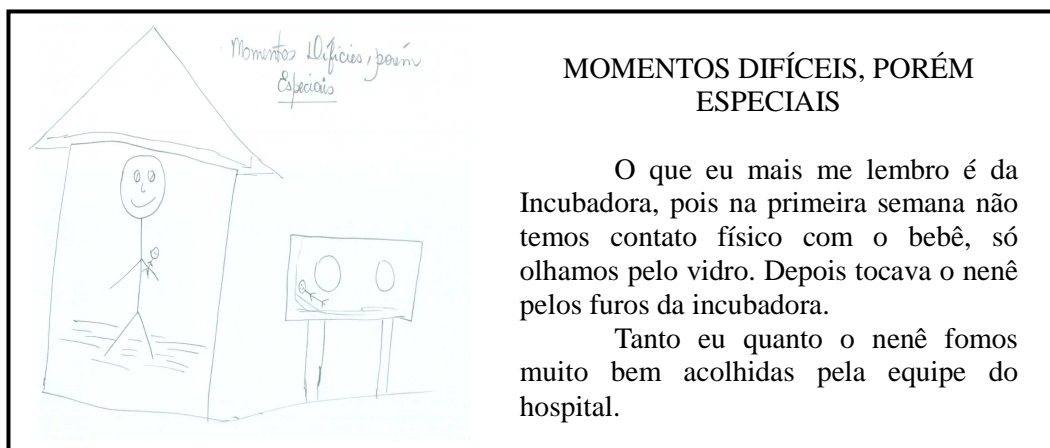 Momentos Dificies, porém
Especiais
MOMENTOS DIFÍCEIS, PORÉM
ESPECIAIS
O que eu mais me lembro é da
Incubadora, pois na primeira semana não
temos contato físico com o bebê, só
olhamos pelo vidro. Depois tocava o nenê
pelos furos da incubadora.
Tanto eu quanto o nenê fomos
muito bem acolhidas pela equipe do
hospital.